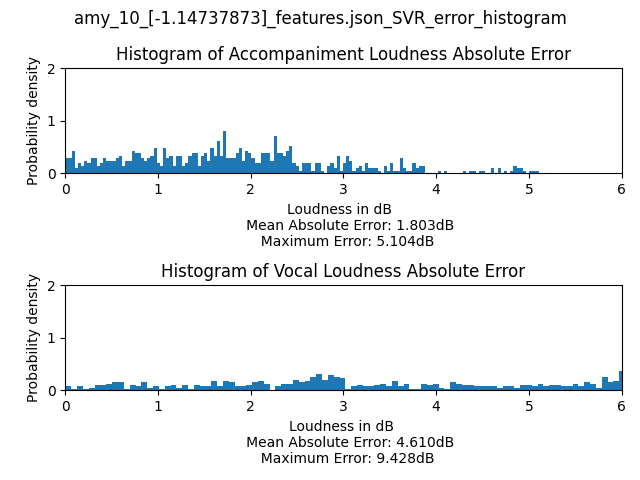 amy_10_[-1.14737873]_features.json_SVR_error_histogram
Histogram of Accompaniment Loudness Absolute Error
Probability density
2
1
0
0 1 2 3 4 5 6
Loudness in dB
Mean Absolute Error: 1.803dB
Maximum Error: 5.104dB
Histogram of Vocal Loudness Absolute Error
Probability density
2
1
0
0 1 2 3 4 5 6
Loudness in dB
Mean Absolute Error: 4.610dB
Maximum Error: 9.428dB